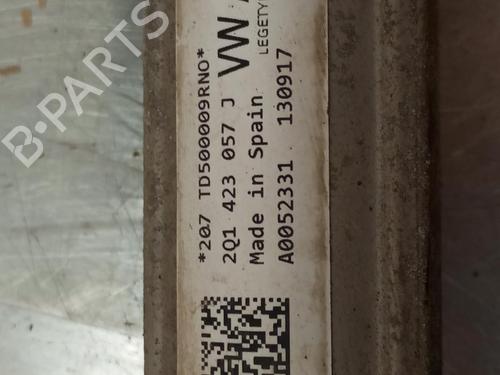 *207 TD500009RNO*
2Q1 423 057 J VW A
Made in Spain LEGETY
A0052331 130917
B-PARTS